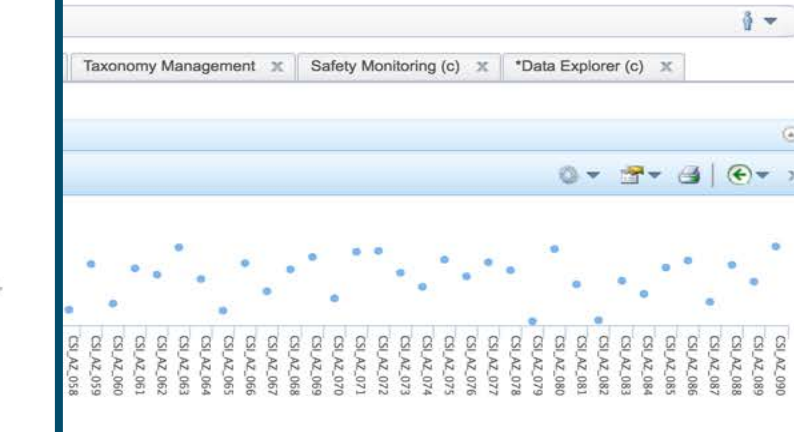 Taxonomy Management
Safety Monitoring (c)
*Data Explorer (c)
CSI_AZ_058
CSI_AZ_059
CSI_AZ_060
CSI_AZ_061
CSI_AZ_062
CSI_AZ_063
CSI_AZ_064
CSI_AZ_065
CSI_AZ_066
CSI_AZ_067
CSI_AZ_068
CSI_AZ_069
CSI_AZ_070
CSI_AZ_071
CSI_AZ_072
CSI_AZ_073
CSI_AZ_074
CSI_AZ_075
CSI_AZ_076
CSI_AZ_077
CSI_AZ_078
CSI_AZ_079
CSI_AZ_080
CSI_AZ_081
CSI_AZ_082
CSI_AZ_083
CSI_AZ_084
CSI_AZ_085
CSI_AZ_086
CSI_AZ_087
CSI_AZ_088
CSI_AZ_089
CSI_AZ_090